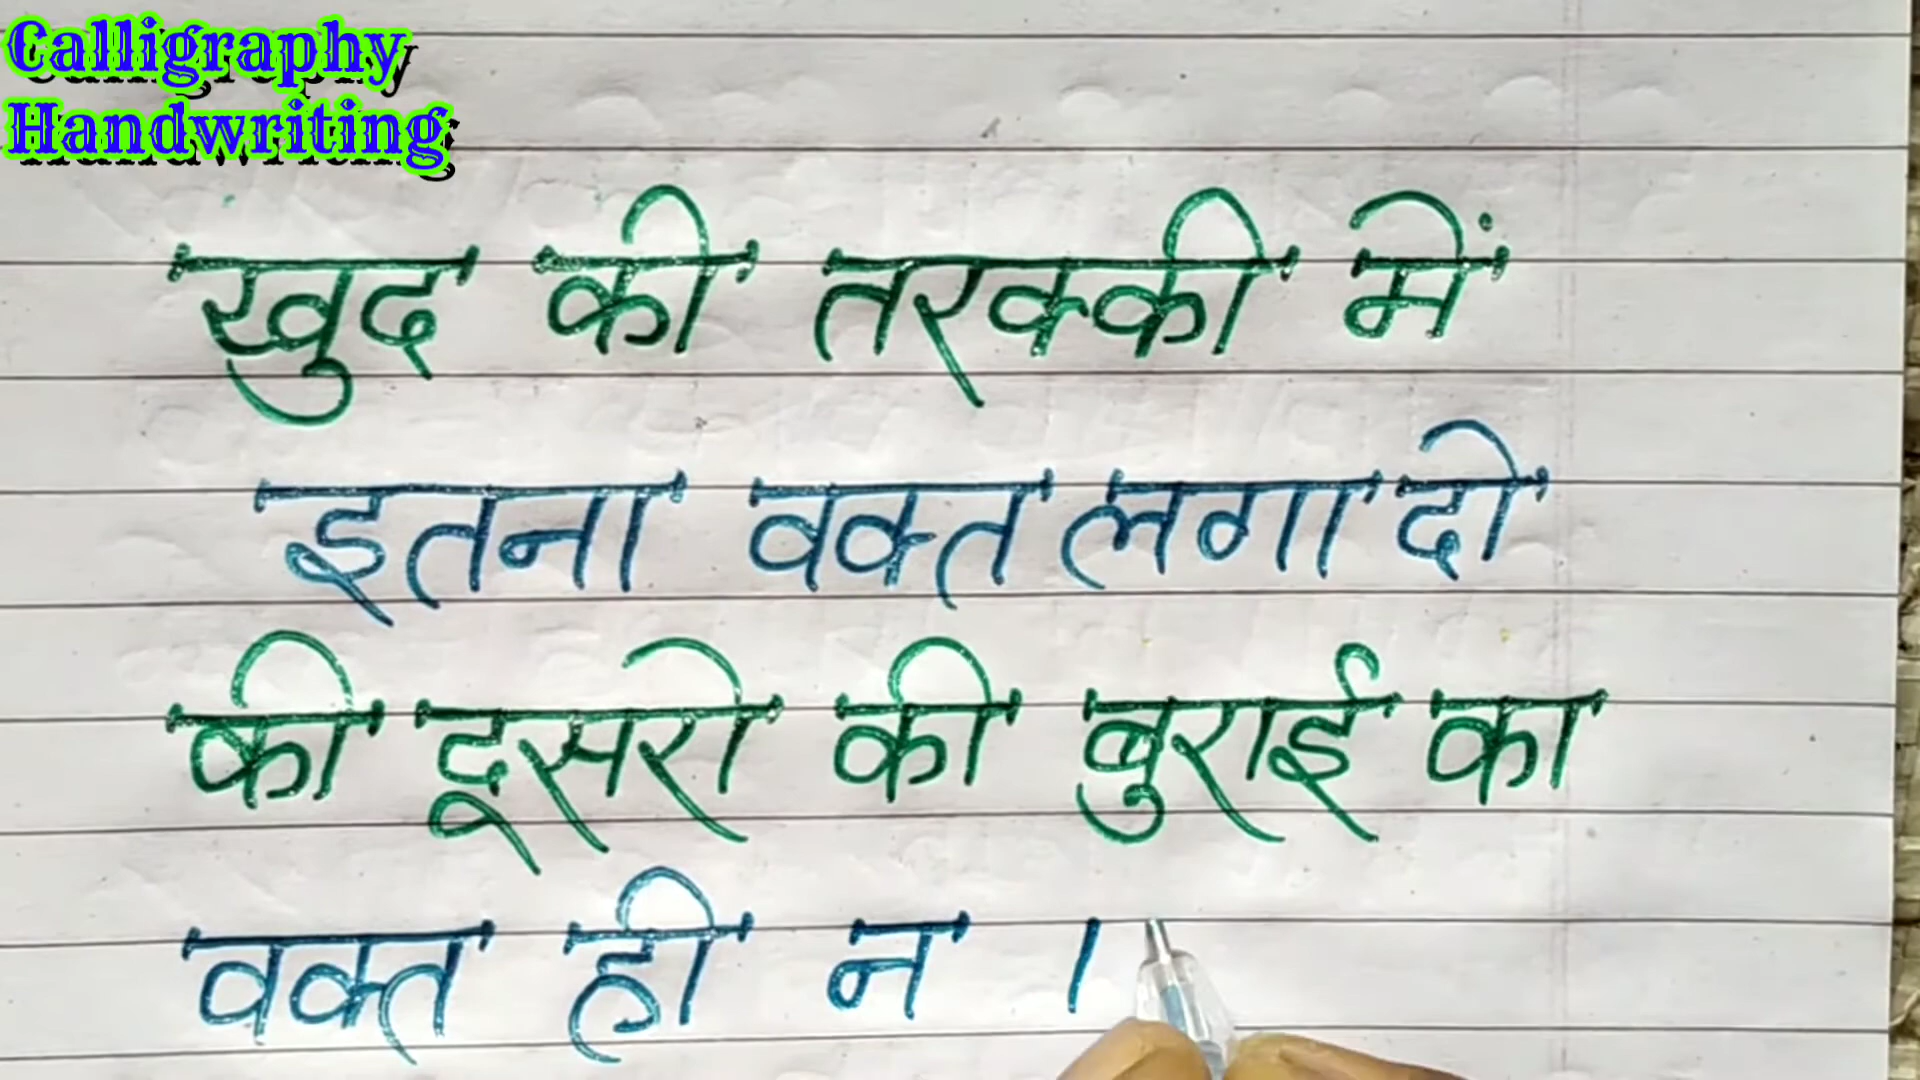 Calligraphy
Handwriting
खुद की तरक्की में
इतना वक्त लगा दो
की दूसरो की बुराई का
वक्त ही न ।